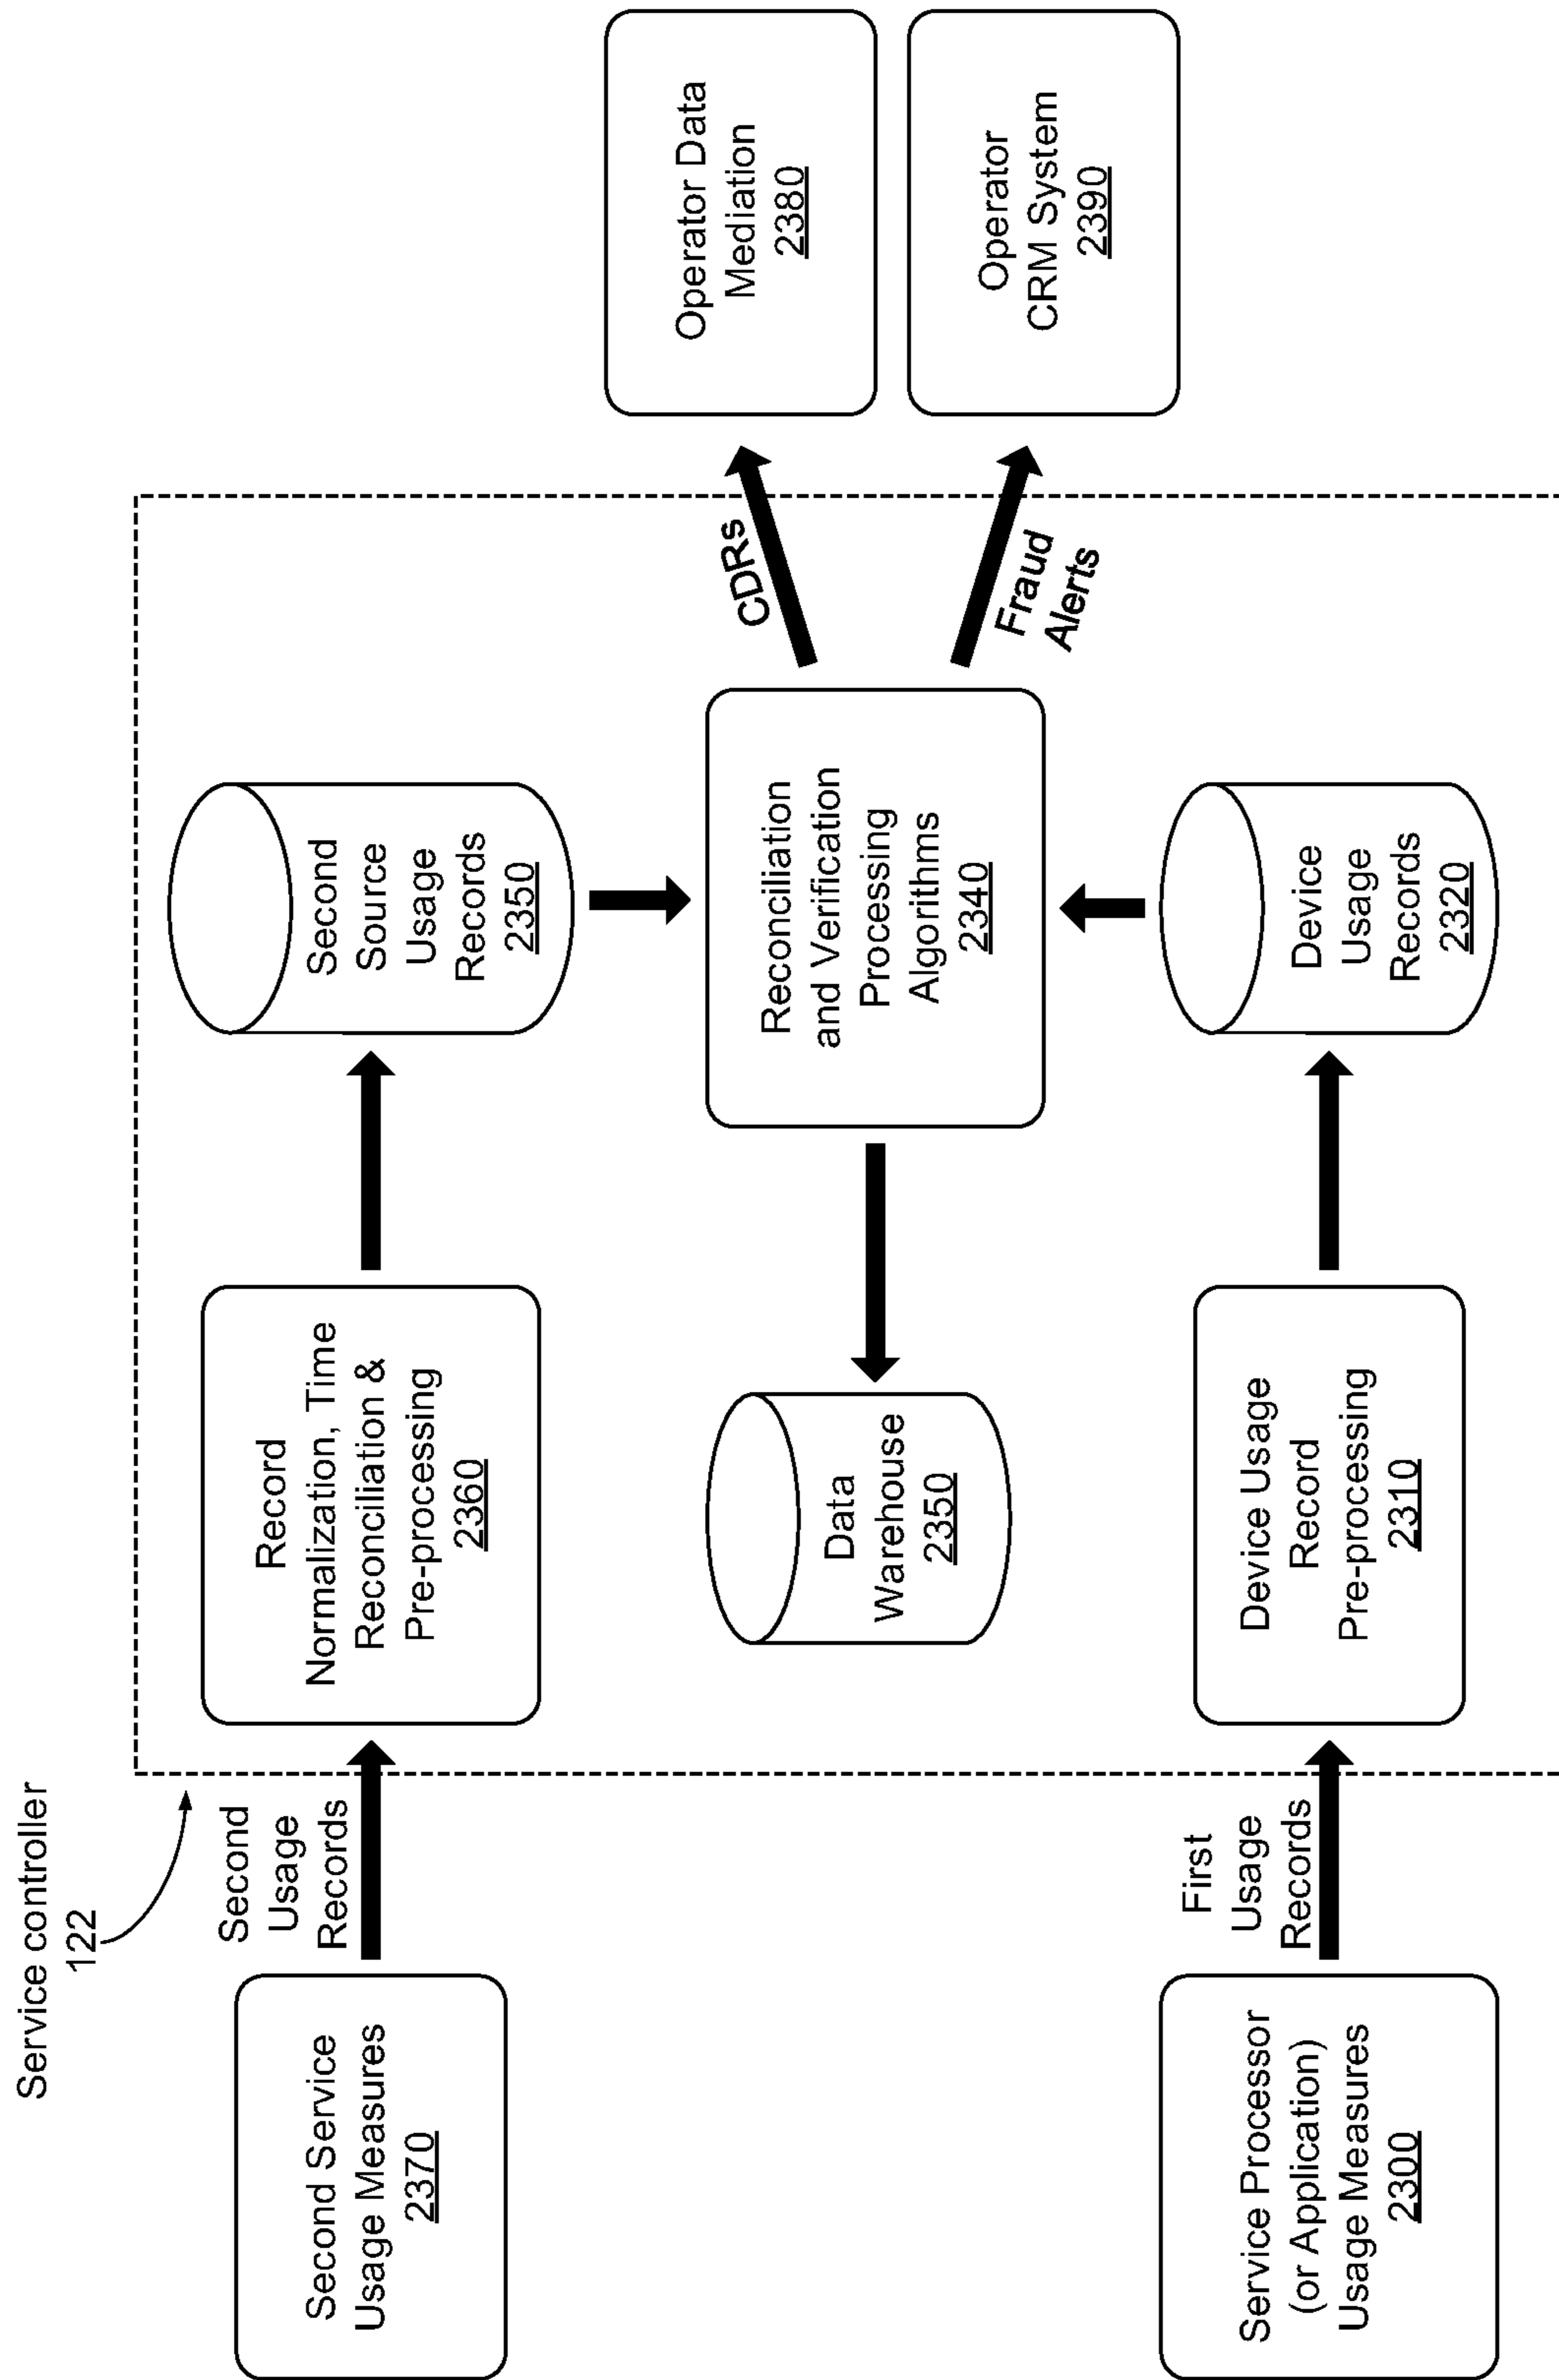 Service controller
122
Second Service
Usage Measures
2370
Second
Usage
Records
Record
Normalization, Time
Reconciliation &
Pre-processing
2360
Second
Source
Usage
Records
2350
Data
Warehouse
2350
Reconciliation
and Verification
Processing
Algorithms
2340
CDRs
Operator Data
Mediation
2380
Fraud
Alerts
Operator
CRM System
2390
Service Processor
(or Application)
Usage Measures
2300
First
Usage
Records
Device Usage
Record
Pre-processing
2310
Device
Usage
Records
2320